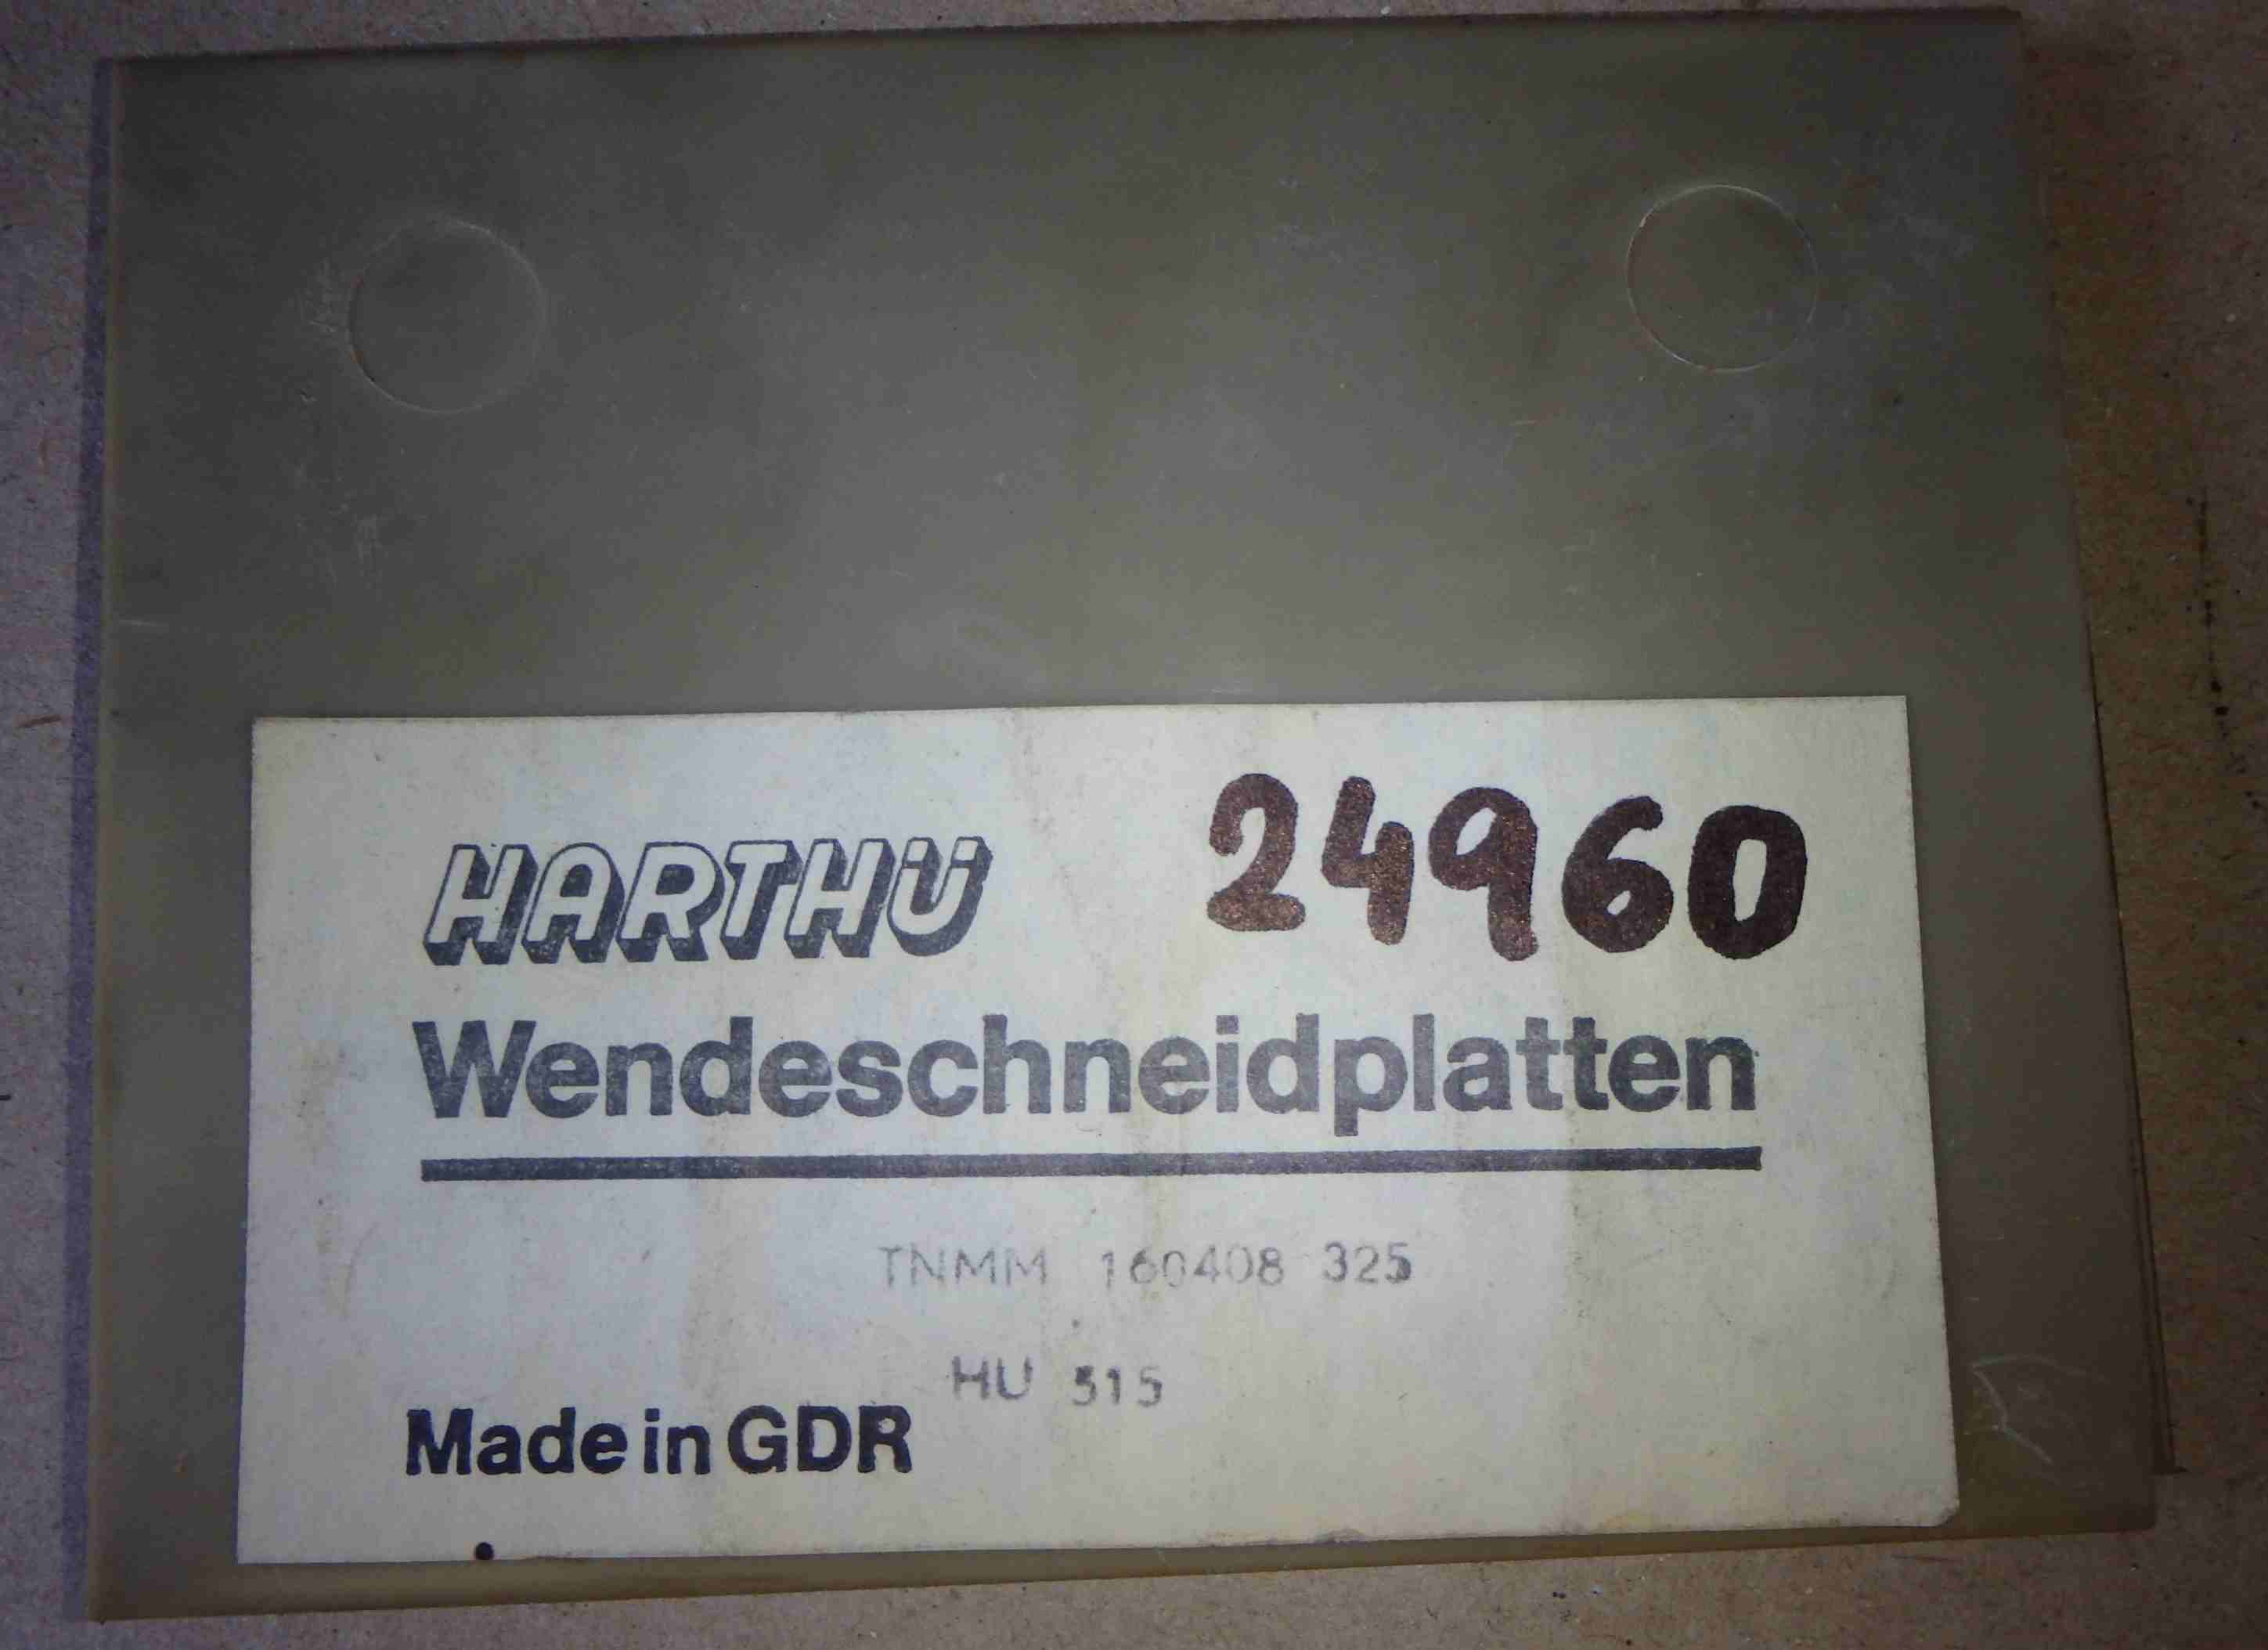 HARTHÜ 24960
Wendeschneidplatten
TNMM 160408 325
HU 515
Made in GDR